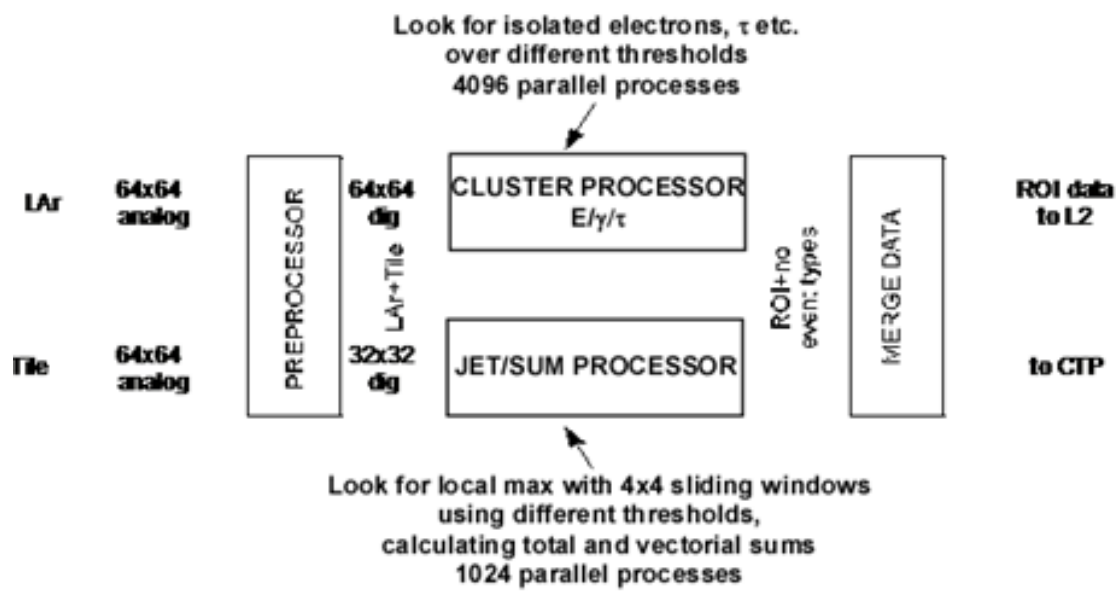 Look for isolated electrons, τ etc.
over different thresholds
4096 parallel processes
LAr
64x64
analog
PREPROCESSOR
64x64
dig
LAr+Tile
CLUSTER PROCESSOR
E/γ/τ
ROI+no
event types
MERGE DATA
ROI data
to L2
Tile
64x64
analog
32x32
dig
JET/SUM PROCESSOR
to CTP
Look for local max with 4x4 sliding windows
using different thresholds,
calculating total and vectorial sums
1024 parallel processes